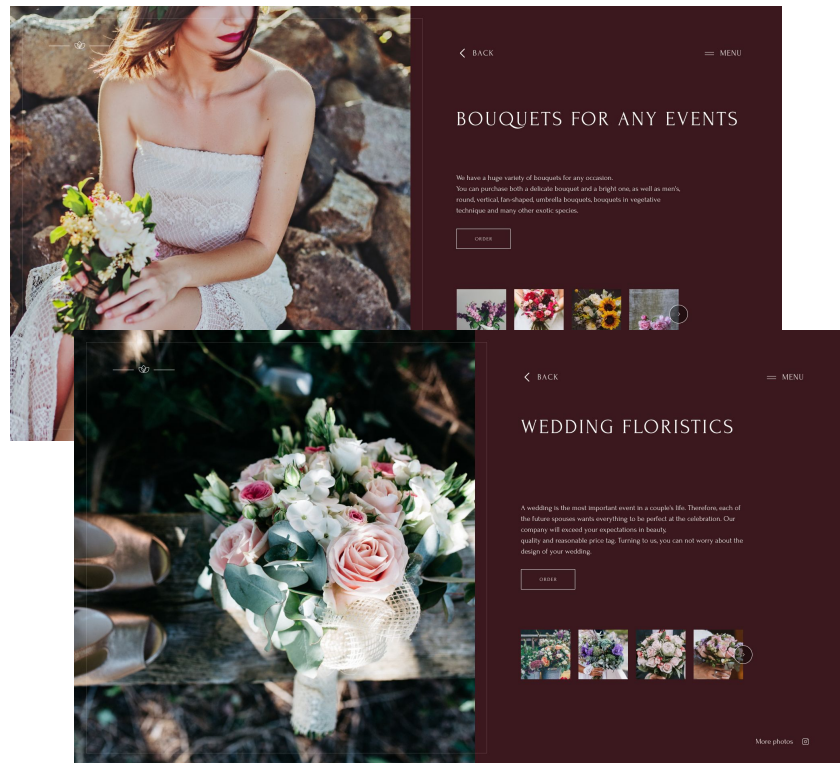 BACK
MENU
BOUQUETS FOR ANY EVENTS
We have a huge variety of bouquets for any occasion.
You can purchase both a delicate bouquet and a bright one, as well as men's,
round, vertical, fan-shaped, umbrella bouquets, bouquets in vegetative
technique and many other exotic species.
ORDER
BACK
MENU
WEDDING FLORISTICS
A wedding is the most important event in a couple's life. Therefore, each of
the future spouses wants everything to be perfect at the celebration. Our
company will exceed your expectations in beauty,
quality and reasonable price tag. Turning to us, you can not worry about the
design of your wedding.
ORDER
More photos